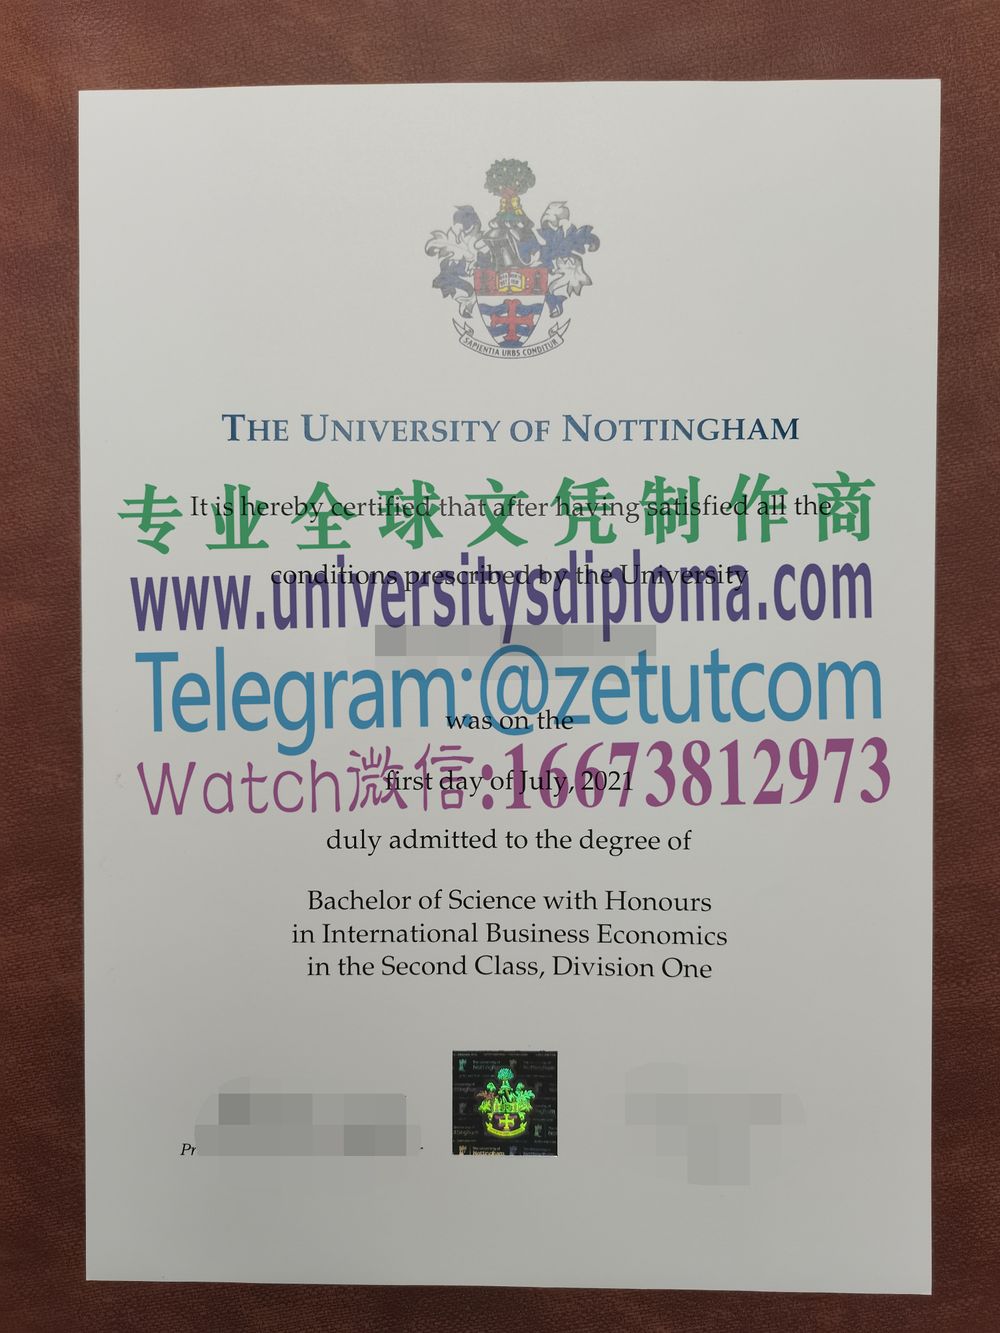 SAPIENTIA URBS CONDITUR
THE UNIVERSITY OF NOTTINGHAM
It is hereby certified that after having satisfied all the
专业全球文凭制作商
conditions prescribed by the University
www.universitysdiploma.com
Telegram:@zetutcom
was on the
Watch微信:16673812973
first day of July, 2021
duly admitted to the degree of
Bachelor of Science with Honours
in International Business Economics
in the Second Class, Division One
Pr